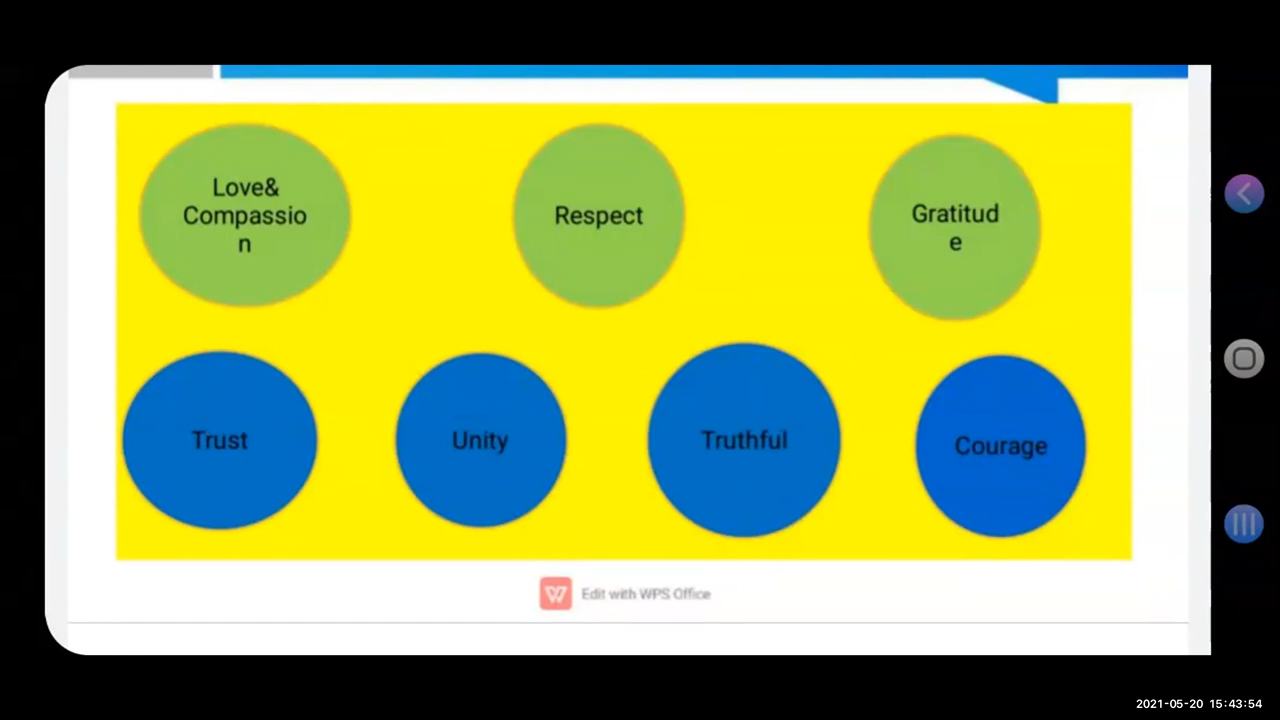 Love&
Compassio
n
Respect
Gratitud
e
Trust
Unity
Truthful
Courage
Edit with WPS Office
2021-05-20 15:43:54